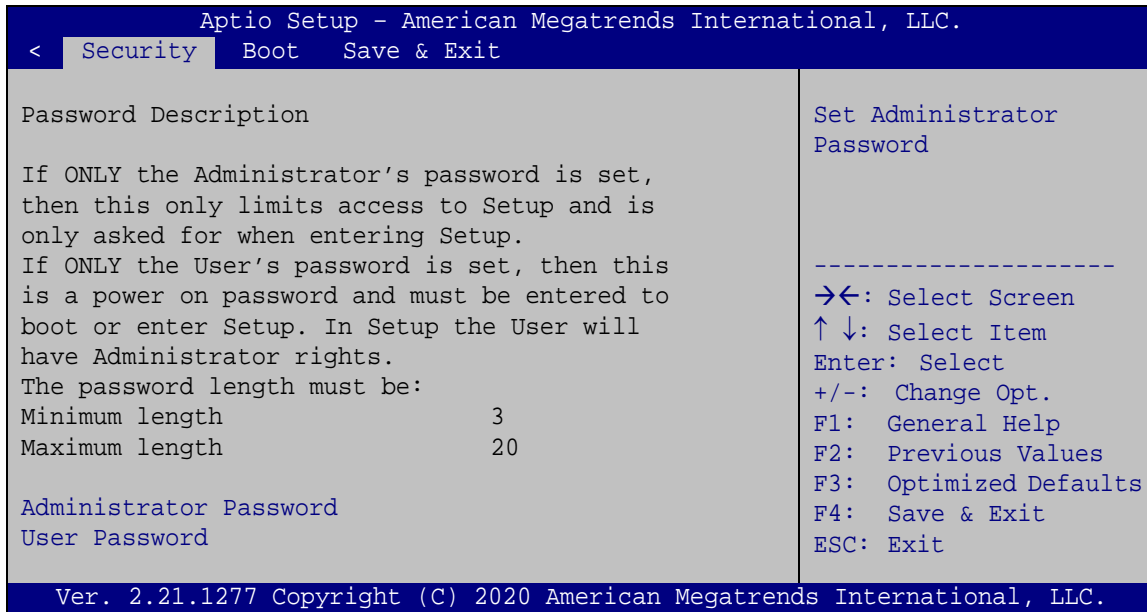 Aptio Setup – American Megatrends International, LLC.
< Security Boot Save & Exit
Password Description
If ONLY the Administrator's password is set,
then this only limits access to Setup and is
only asked for when entering Setup.
If ONLY the User's password is set, then this
is a power on password and must be entered to
boot or enter Setup. In Setup the User will
have Administrator rights.
The password length must be:
Minimum length 3
Maximum length 20
Administrator Password
User Password
Set Administrator
Password
---------------------
→←: Select Screen
↑ ↓: Select Item
Enter: Select
+/-: Change Opt.
F1: General Help
F2: Previous Values
F3: Optimized Defaults
F4: Save & Exit
ESC: Exit
Ver. 2.21.1277 Copyright (C) 2020 American Megatrends International, LLC.